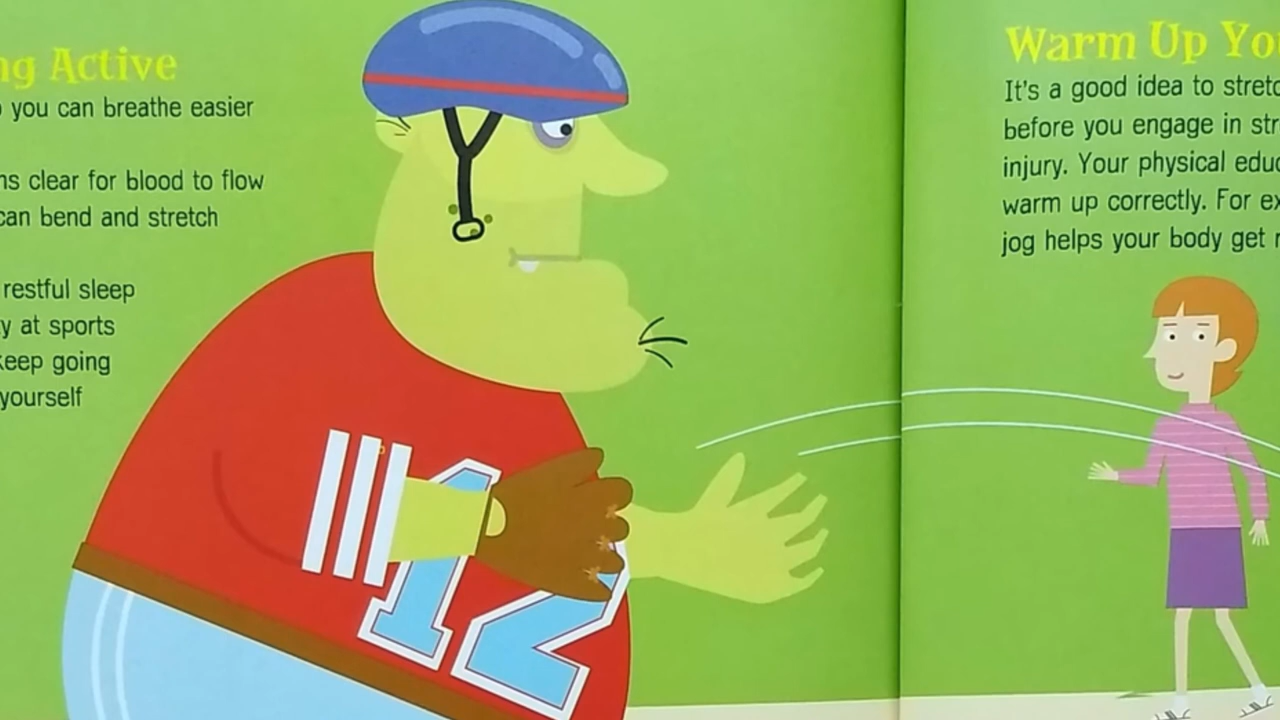 ng Active
you can breathe easier
ns clear for blood to flow
can bend and stretch
restful sleep
y at sports
keep going
yourself
12
Warm Up You
It's a good idea to stretc
before you engage in str
injury. Your physical educ
warm up correctly. For ex
jog helps your body get